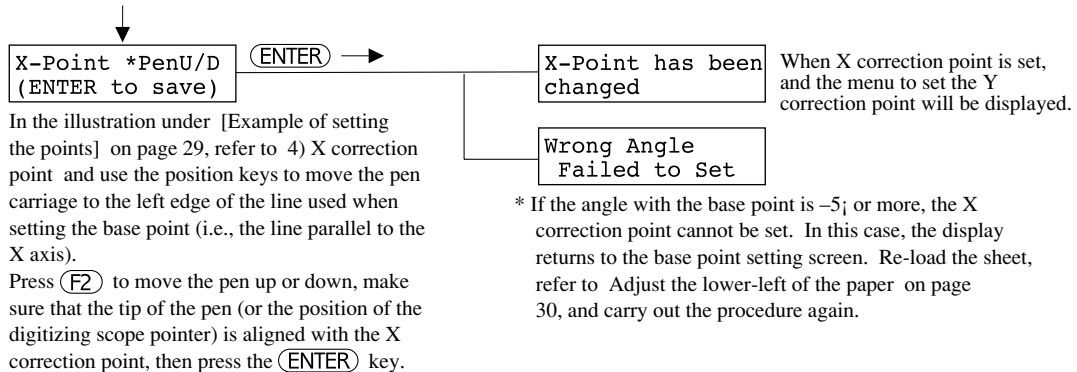 X-Point *PenU/D
(ENTER to save)
ENTER
In the illustration under [Example of setting
the points] on page 29, refer to 4) X correction
point and use the position keys to move the pen
carriage to the left edge of the line used when
setting the base point (i.e., the line parallel to the
X axis).
Press F2 to move the pen up or down, make
sure that the tip of the pen (or the position of the
digitizing scope pointer) is aligned with the X
correction point, then press the ENTER key.
X-Point has been
changed
When X correction point is set,
and the menu to set the Y
correction point will be displayed.
Wrong Angle
Failed to Set
* If the angle with the base point is –5¡ or more, the X
correction point cannot be set. In this case, the display
returns to the base point setting screen. Re-load the sheet,
refer to Adjust the lower-left of the paper on page
30, and carry out the procedure again.